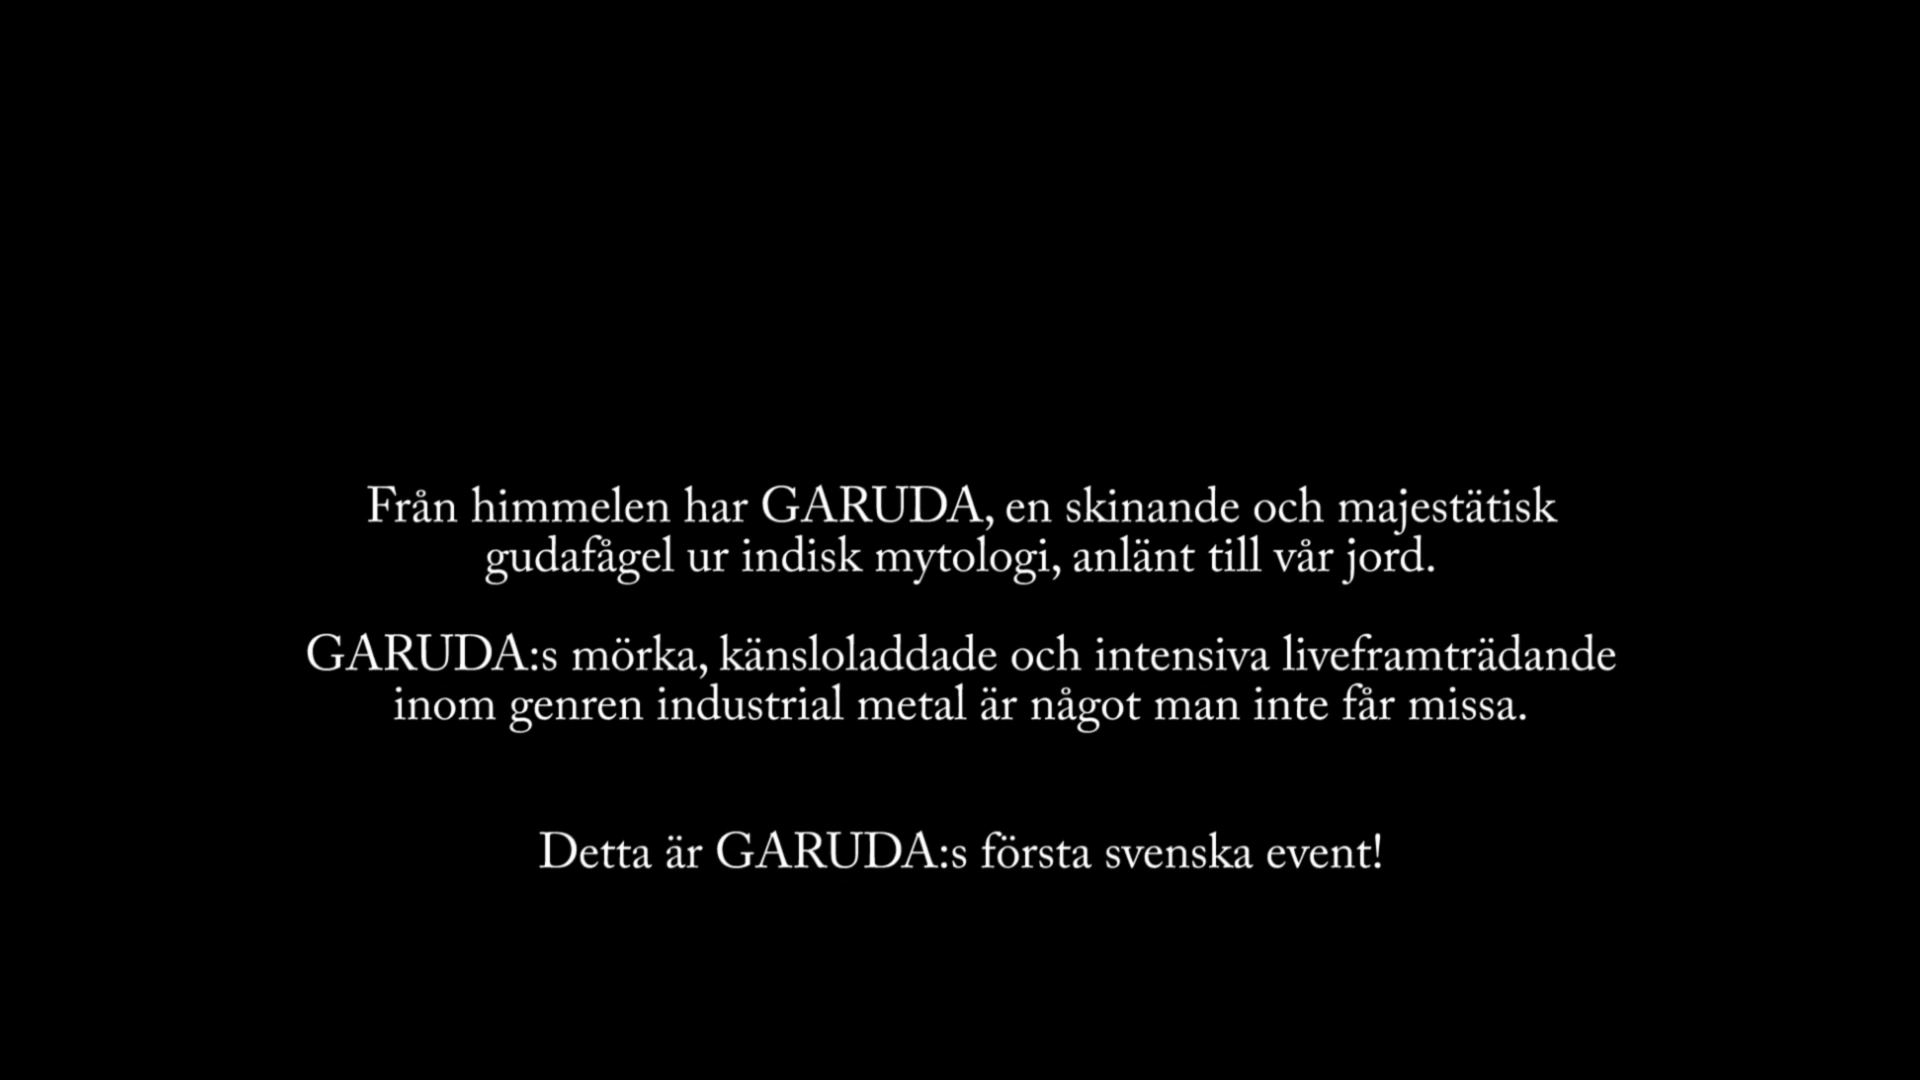 Från himmelen har GARUDA, en skinande och majestätisk
gudafågel ur indisk mytologi, anlänt till vår jord.
GARUDA:s mörka, känsloladdade och intensiva liveframträdande
inom genren industrial metal är något man inte får missa.
Detta är GARUDA:s första svenska event!